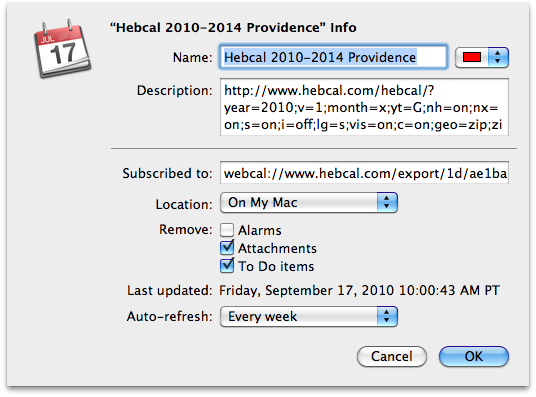 “Hebcal 2010-2014 Providence” Info
JUL
17
Name: Hebcal 2010-2014 Providence
Description: http://www.hebcal.com/hebcal/?
year=2010;v=1;month=x;yt=G;nh=on;nx=
on;s=on;i=off;lg=s;vis=on;c=on;geo=zip;zi
Subscribed to: webcal://www.hebcal.com/export/1d/ae1ba
Location: On My Mac
Remove: Alarms
Attachments
To Do items
Last updated: Friday, September 17, 2010 10:00:43 AM PT
Auto-refresh: Every week
Cancel OK